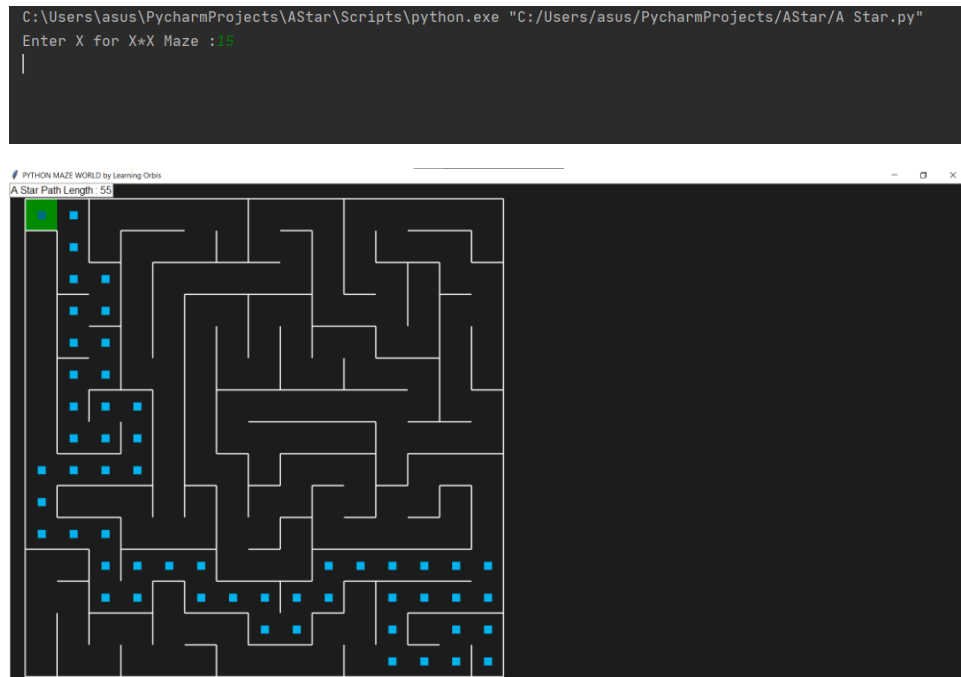 C:\Users\asus\PycharmProjects\AStar\Scripts\python.exe "C:/Users/asus/PycharmProjects/AStar/A Star.py"
Enter X for X*X Maze :15
PYTHON MAZE WORLD by Learning Orbis
A Star Path Length : 55